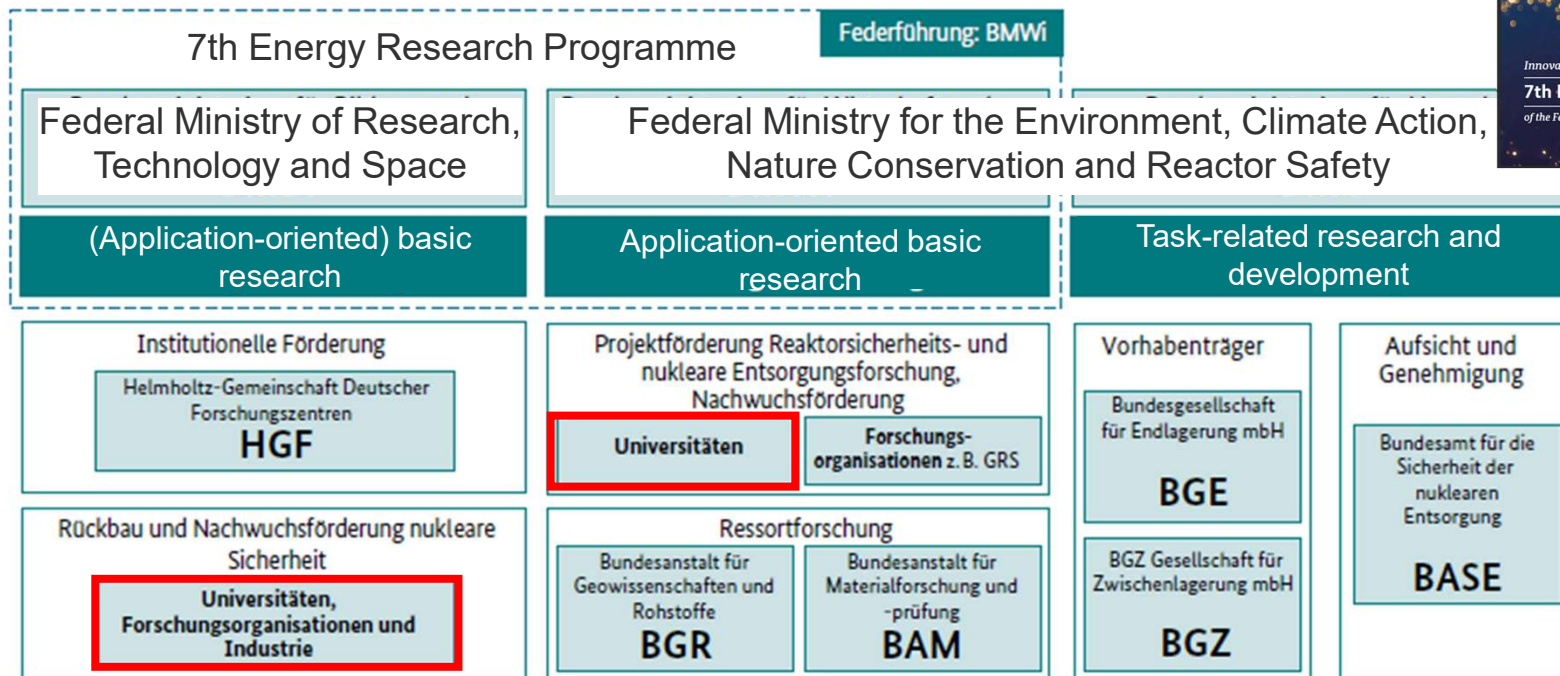 7th Energy Research Programme
Federführung: BMWi
Innova
7th
of the Fe
Federal Ministry of Research,
Technology and Space
Federal Ministry for the Environment, Climate Action,
Nature Conservation and Reactor Safety
(Application-oriented) basic
research
Application-oriented basic
research
Task-related research and
development
Institutionelle Förderung
Helmholtz-Gemeinschaft Deutscher
Forschungszentren
HGF
Rückbau und Nachwuchsförderung nukleare
Sicherheit
Universitäten,
Forschungsorganisationen und
Industrie
Projektförderung Reaktorsicherheits- und
nukleare Entsorgungsforschung,
Nachwuchsförderung
Universitäten
Forschungs-
organisationen z. B. GRS
Ressortforschung
Bundesanstalt für
Geowissenschaften und
Rohstoffe
BGR
Bundesanstalt für
Materialforschung und
-prüfung
BAM
Vorhabenträger
Bundesgesellschaft
für Endlagerung mbH
BGE
BGZ Gesellschaft für
Zwischenlagerung mbH
BGZ
Aufsicht und
Genehmigung
Bundesamt für die
Sicherheit der
nuklearen
Entsorgung
BASE